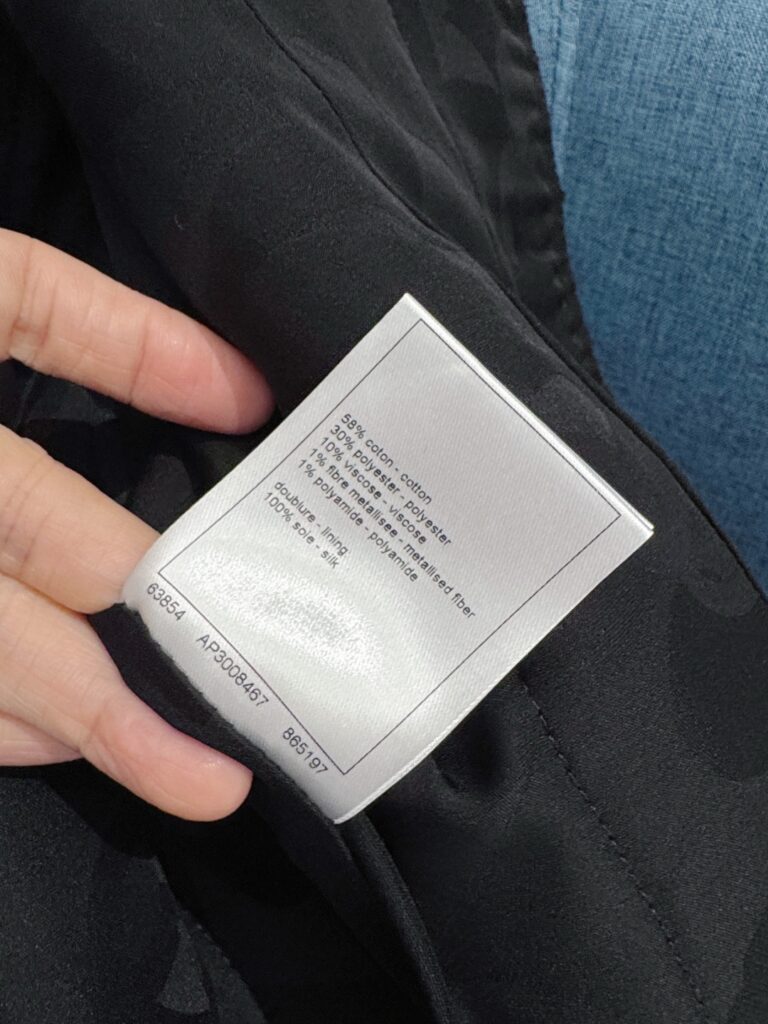 58% coton - cotton
30% polyester - polyester
10% viscose - viscose
1% fibre metallisee - metallised fiber
1% polyamide - polyamide
doublure - lining
100% soie - silk
63854 AP3008467 865197